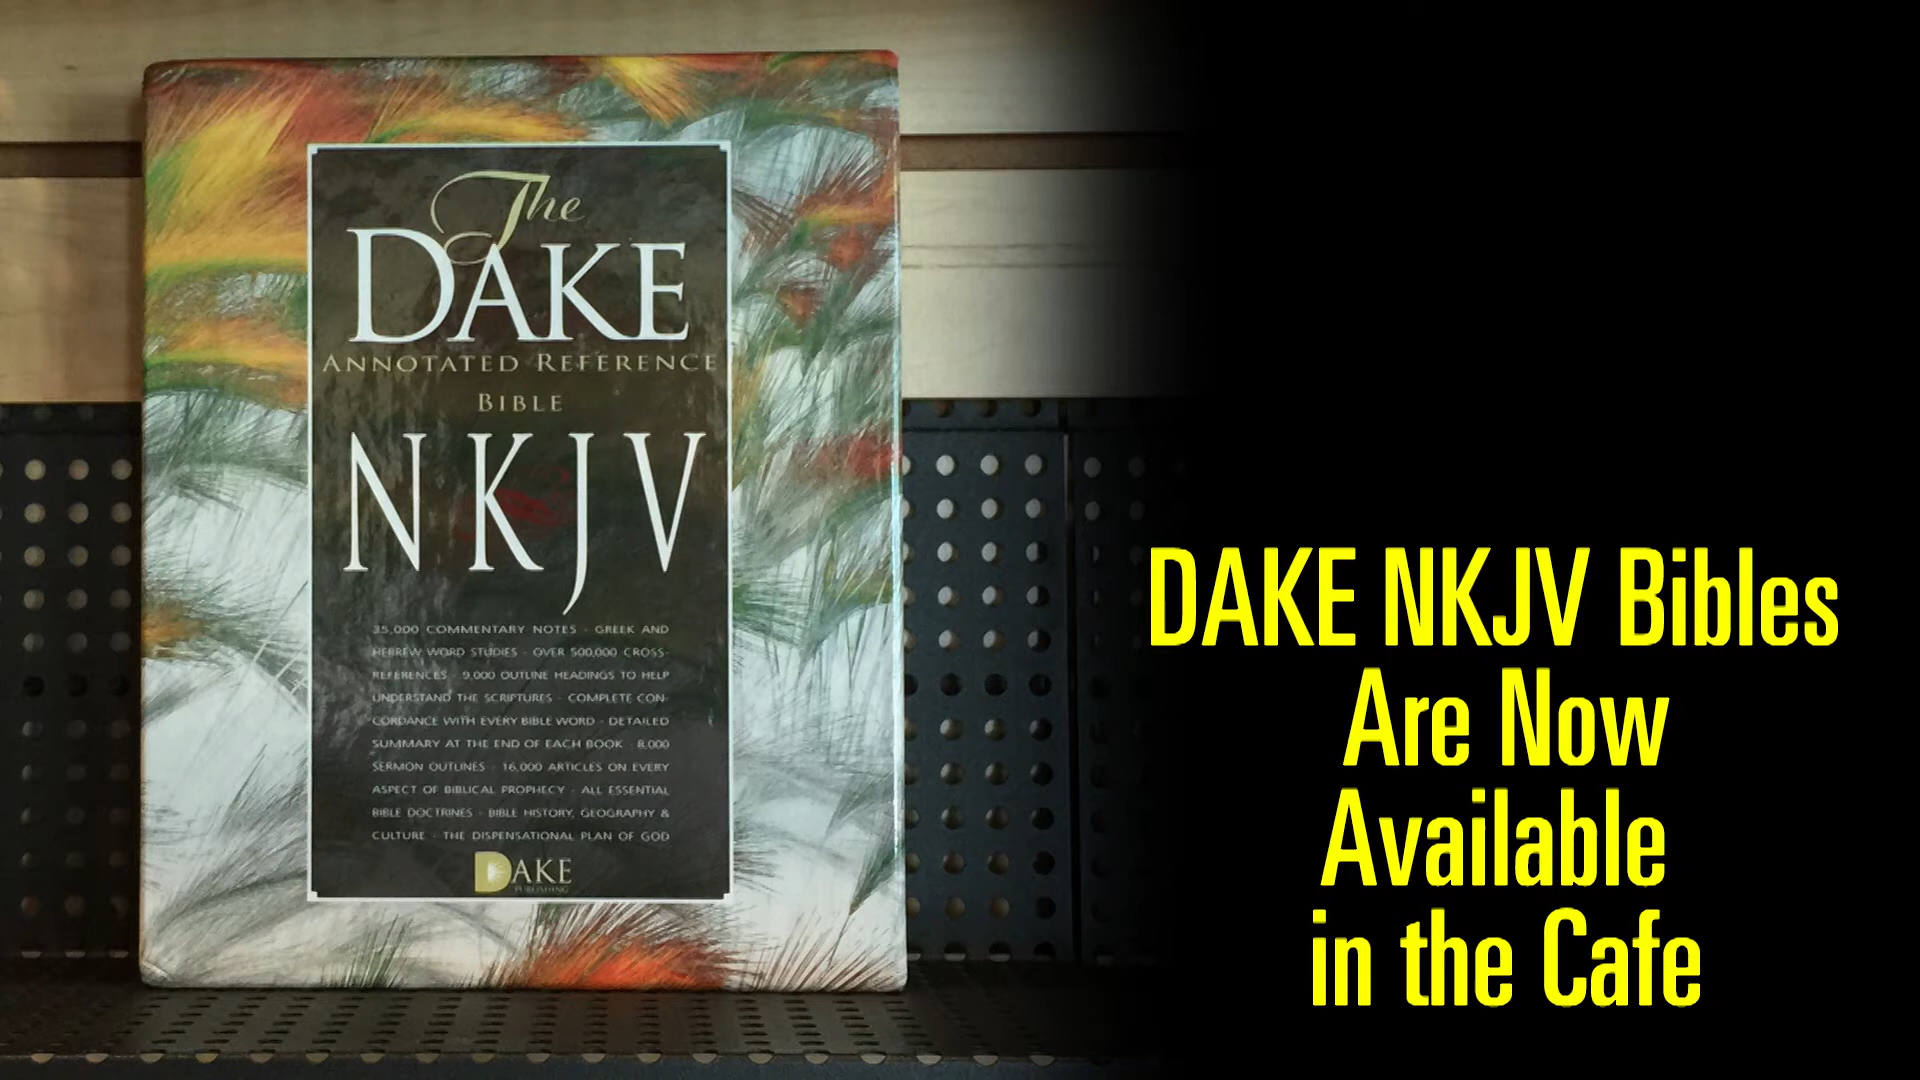 The
DAKE
ANNOTATED REFERENCE
BIBLE
NKJV
35,000 COMMENTARY NOTES · GREEK AND
HEBREW WORD STUDIES · OVER 500,000 CROSS-
REFERENCES · 9,000 OUTLINE HEADINGS TO HELP
UNDERSTAND THE SCRIPTURES · COMPLETE CON-
CORDANCE WITH EVERY BIBLE WORD · DETAILED
SUMMARY AT THE END OF EACH BOOK · 8,000
SERMON OUTLINES · 16,000 ARTICLES ON EVERY
ASPECT OF BIBLICAL PROPHECY · ALL ESSENTIAL
BIBLE DOCTRINES · BIBLE HISTORY, GEOGRAPHY &
CULTURE · THE DISPENSATIONAL PLAN OF GOD
DAKE
PUBLISHING
DAKE NKJV Bibles
Are Now
Available
in the Cafe